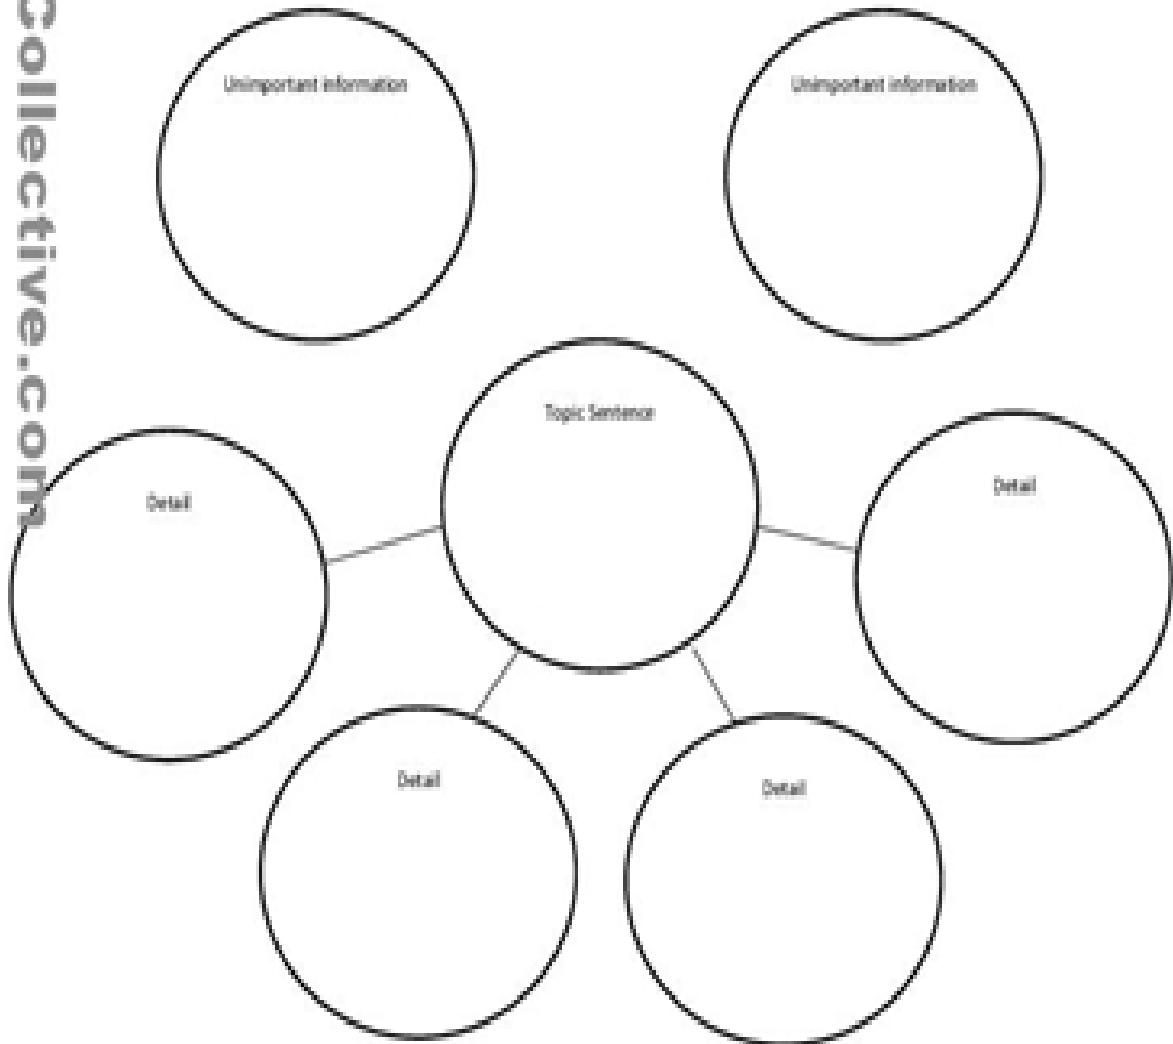 collective.com
Unimportant information
Unimportant information
Topic Sentence
Detail
Detail
Detail
Detail